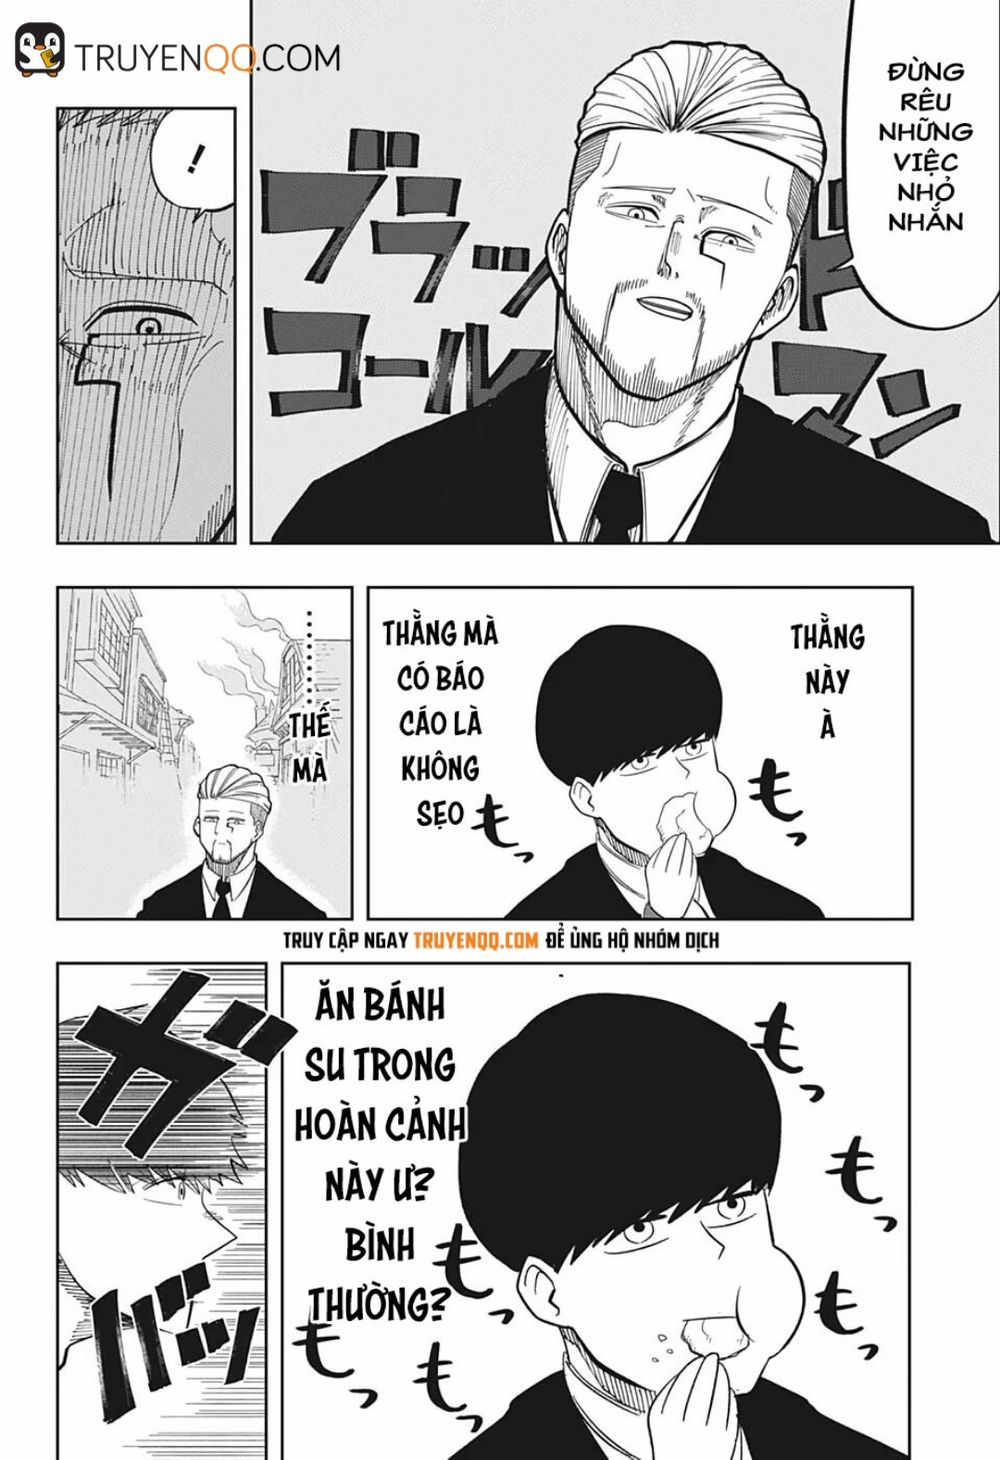 TRUYENQQ.COM
ĐỪNG
RÊU
NHỮNG
VIỆC
NHỎ
NHẮN
ブラッド
コールマン
!
THẰNG
NÀY
À
THẰNG MÀ
CÓ BÁO
CÁO LÀ
KHÔNG
SẸO
もっ
もっ
........
THẾ
MÀ
TRUY CẬP NGAY TRUYENQQ.COM ĐỂ ỦNG HỘ NHÓM DỊCH
ĂN BÁNH
SU TRONG
HOÀN CẢNH
NÀY Ư?
BÌNH
THƯỜNG?
もっ
もっ
もっ
もっ
もっ
もっ
ガ
バッ